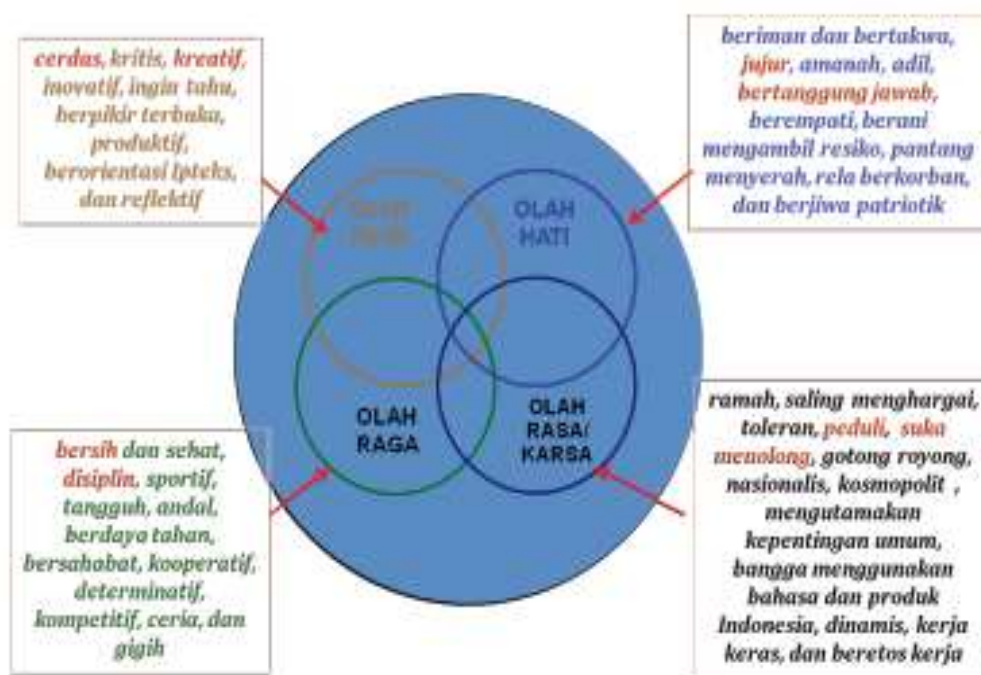 cerdas, kritis, kreatif,
inovatif, ingin tahu,
berpikir terbuka,
produktif,
berorientasi Ipteks,
dan reflektif
beriman dan bertakwa,
jujur, amanah, adil,
bertanggung jawab,
berempati, berani
mengambil resiko, pantang
menyerah, rela berkorban,
dan berjiwa patriotik
OLAH
HATI
OLAH
RAGA
OLAH
RASA/
KARSA
bersih dan sehat,
disiplin, sportif,
tangguh, andal,
berdaya tahan,
bersahabat, kooperatif,
determinatif,
kompetitif, ceria, dan
gigih
ramah, saling menghargai,
toleran, peduli, suka
menolong, gotong royong,
nasionalis, kosmopolit ,
mengutamakan
kepentingan umum,
bangga menggunakan
bahasa dan produk
Indonesia, dinamis, kerja
keras, dan beretos kerja